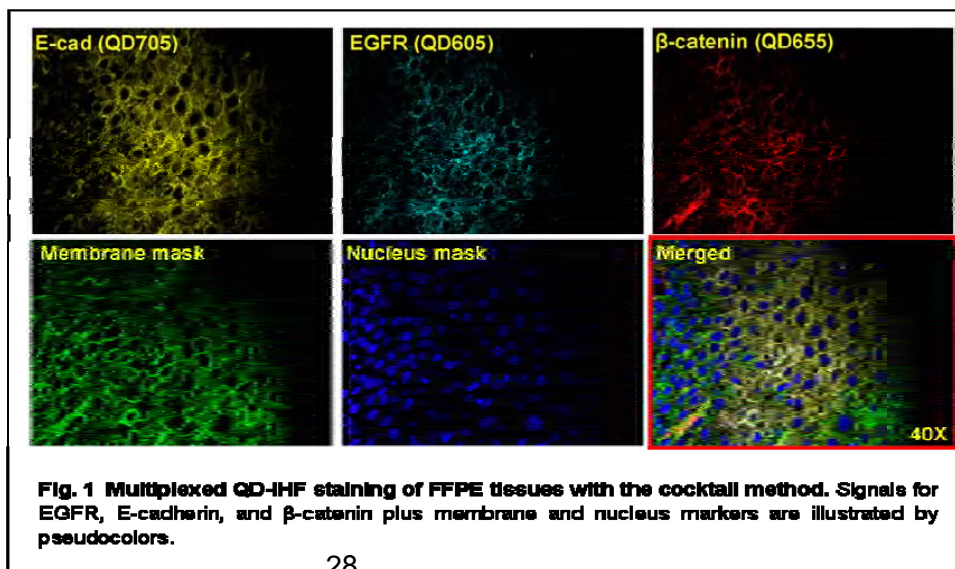 E-cad (QD705)
EGFR (QD605)
β-catenin (QD655)
Membrane mask
Nucleus mask
Merged
40X
Fig. 1 Multiplexed QD-IHF staining of FFPE tissues with the cocktail method. Signals for
EGFR, E-cadherin, and β-catenin plus membrane and nucleus markers are illustrated by
pseudocolors.
28